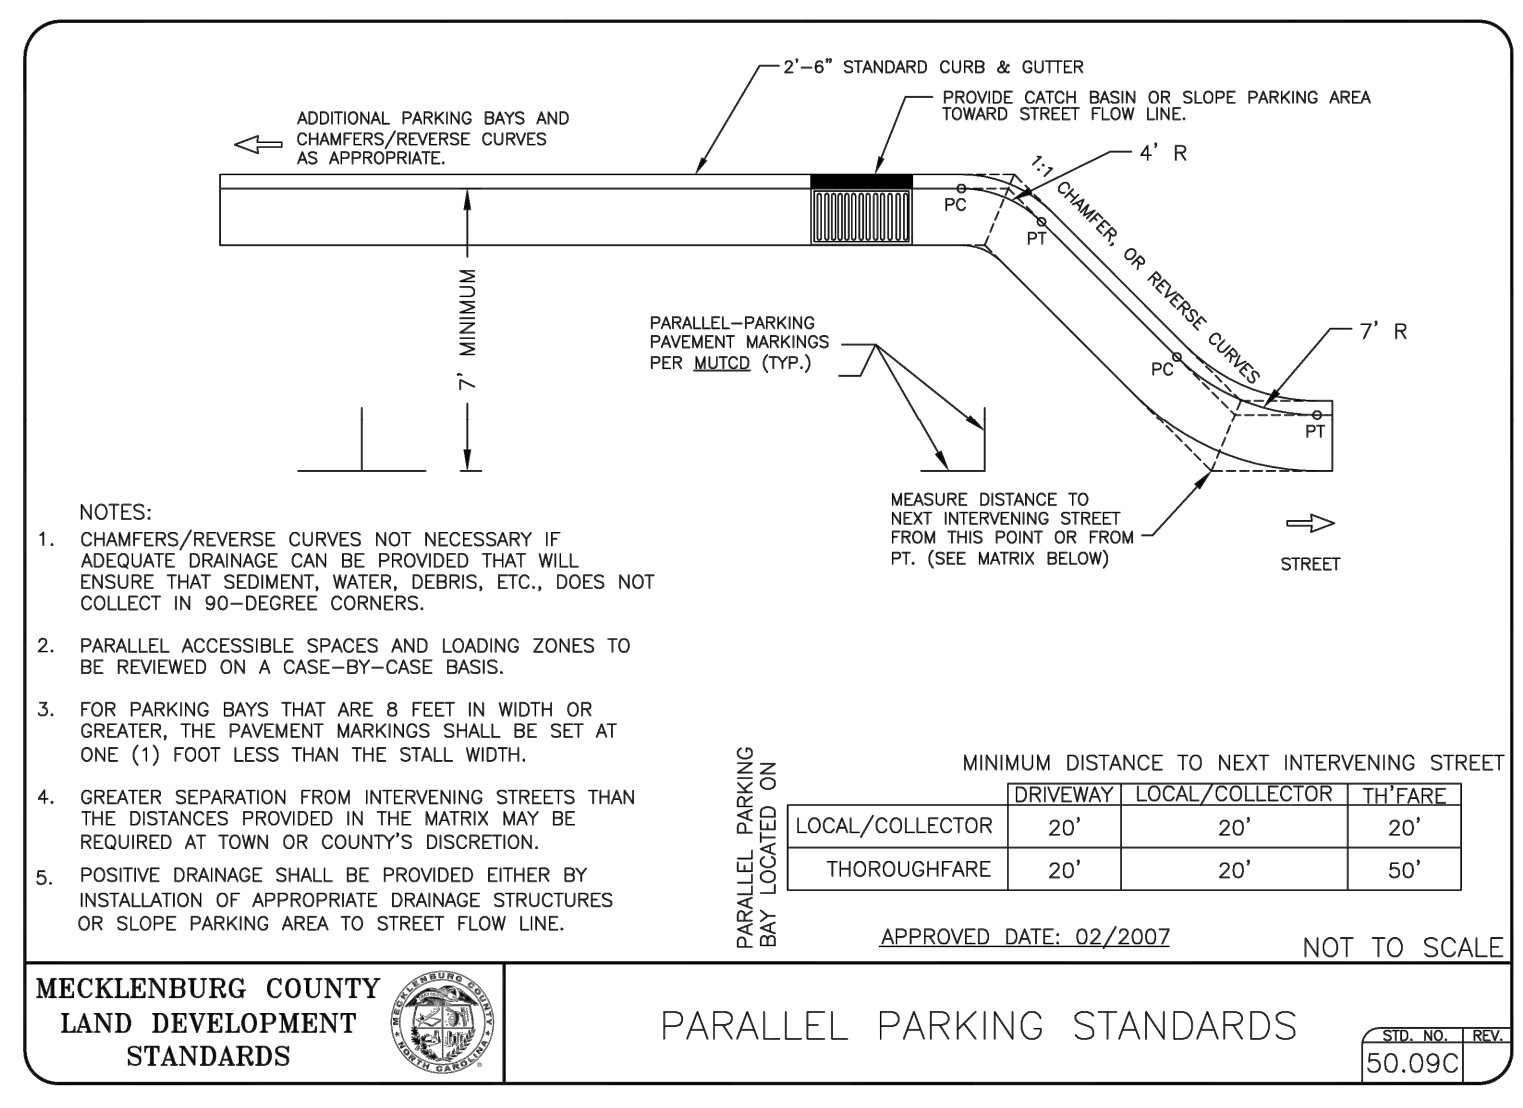 2'-6" STANDARD CURB & GUTTER
PROVIDE CATCH BASIN OR SLOPE PARKING AREA
TOWARD STREET FLOW LINE.
ADDITIONAL PARKING BAYS AND
CHAMFERS/REVERSE CURVES
AS APPROPRIATE.
4' R
1:1 CHAMFER, OR REVERSE CURVES
PC
PT
7' MINIMUM
PARALLEL-PARKING
PAVEMENT MARKINGS
PER MUTCD (TYP.)
7' R
PC
PT
MEASURE DISTANCE TO
NEXT INTERVENING STREET
FROM THIS POINT OR FROM
PT. (SEE MATRIX BELOW)
STREET
NOTES:
1. CHAMFERS/REVERSE CURVES NOT NECESSARY IF
ADEQUATE DRAINAGE CAN BE PROVIDED THAT WILL
ENSURE THAT SEDIMENT, WATER, DEBRIS, ETC., DOES NOT
COLLECT IN 90-DEGREE CORNERS.
2. PARALLEL ACCESSIBLE SPACES AND LOADING ZONES TO
BE REVIEWED ON A CASE-BY-CASE BASIS.
3. FOR PARKING BAYS THAT ARE 8 FEET IN WIDTH OR
GREATER, THE PAVEMENT MARKINGS SHALL BE SET AT
ONE (1) FOOT LESS THAN THE STALL WIDTH.
4. GREATER SEPARATION FROM INTERVENING STREETS THAN
THE DISTANCES PROVIDED IN THE MATRIX MAY BE
REQUIRED AT TOWN OR COUNTY'S DISCRETION.
5. POSITIVE DRAINAGE SHALL BE PROVIDED EITHER BY
INSTALLATION OF APPROPRIATE DRAINAGE STRUCTURES
OR SLOPE PARKING AREA TO STREET FLOW LINE.
PARALLEL PARKING
BAY LOCATED ON
MINIMUM DISTANCE TO NEXT INTERVENING STREET
DRIVEWAY LOCAL/COLLECTOR TH'FARE
LOCAL/COLLECTOR 20' 20' 20'
THOROUGHFARE 20' 20' 50'
APPROVED DATE: 02/2007
NOT TO SCALE
MECKLENBURG COUNTY
LAND DEVELOPMENT
STANDARDS
MECKLENBURG COUNTY
NORTH CAROLINA
PARALLEL PARKING STANDARDS
STD. NO. REV.
50.09C